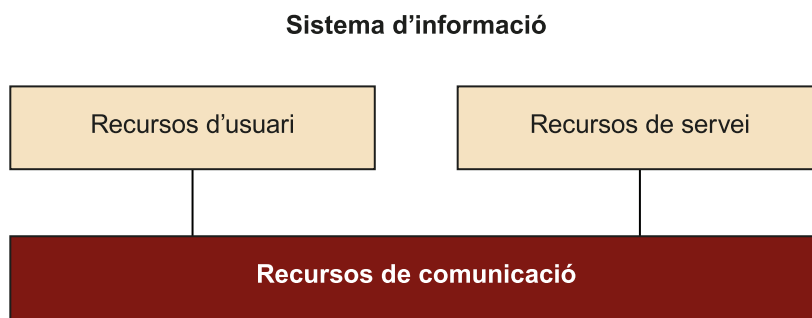 Sistema d’informació
Recursos d’usuari
Recursos de servei
Recursos de comunicació